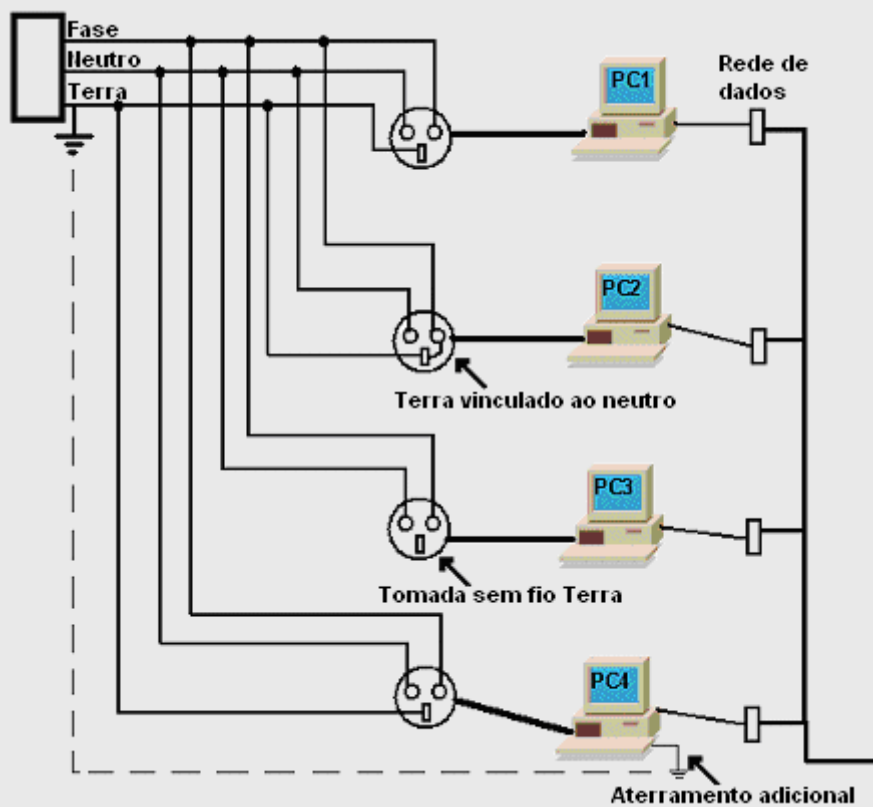 Fase
Neutro
Terra
PC1
Rede de
dados
PC2
Terra vinculado ao neutro
PC3
Tomada sem fio Terra
PC4
Aterramento adicional